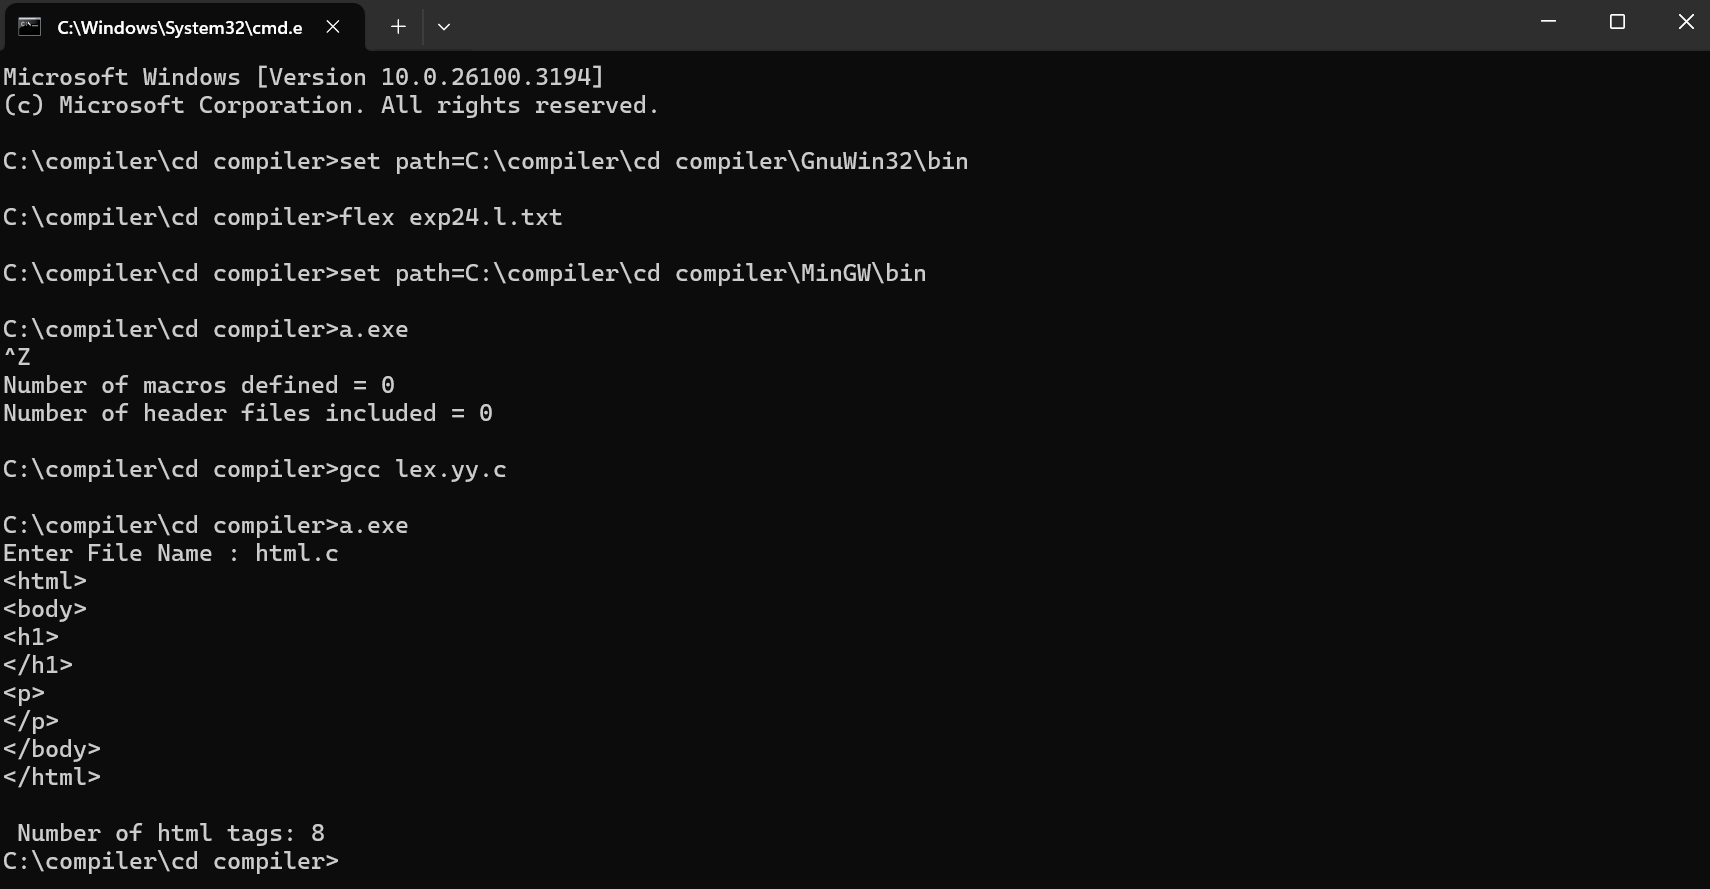 C:\Windows\System32\cmd.e
Microsoft Windows [Version 10.0.26100.3194]
(c) Microsoft Corporation. All rights reserved.
C:\compiler\cd compiler>set path=C:\compiler\cd compiler\GnuWin32\bin
C:\compiler\cd compiler>flex exp24.l.txt
C:\compiler\cd compiler>set path=C:\compiler\cd compiler\MinGW\bin
C:\compiler\cd compiler>a.exe
^Z
Number of macros defined = 0
Number of header files included = 0
C:\compiler\cd compiler>gcc lex.yy.c
C:\compiler\cd compiler>a.exe
Enter File Name : html.c
<html>
<body>
<h1>
</h1>
<p>
</p>
</body>
</html>
Number of html tags: 8
C:\compiler\cd compiler>